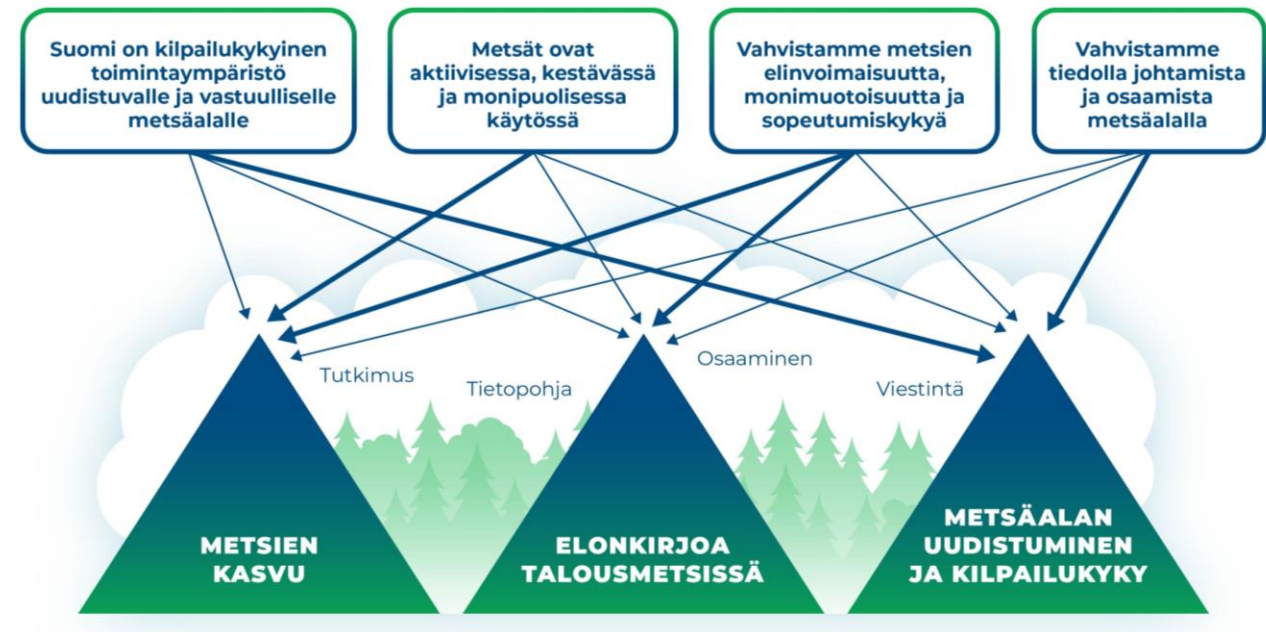 Suomi on kilpailukykyinen
toimintaympäristö
uudistuvalle ja vastuulliselle
metsäalalle
Metsät ovat
aktiivisessa, kestävässä
ja monipuolisessa
käytössä
Vahvistamme metsien
elinvoimaisuutta,
monimuotoisuutta ja
sopeutumiskykyä
Vahvistamme
tiedolla johtamista
ja osaamista
metsäalalla
Tutkimus
Tietopohja
Osaaminen
Viestintä
METSIEN
KASVU
ELONKIRJOA
TALOUSMETSISSÄ
METSÄALAN
UUDISTUMINEN
JA KILPAILUKYKY